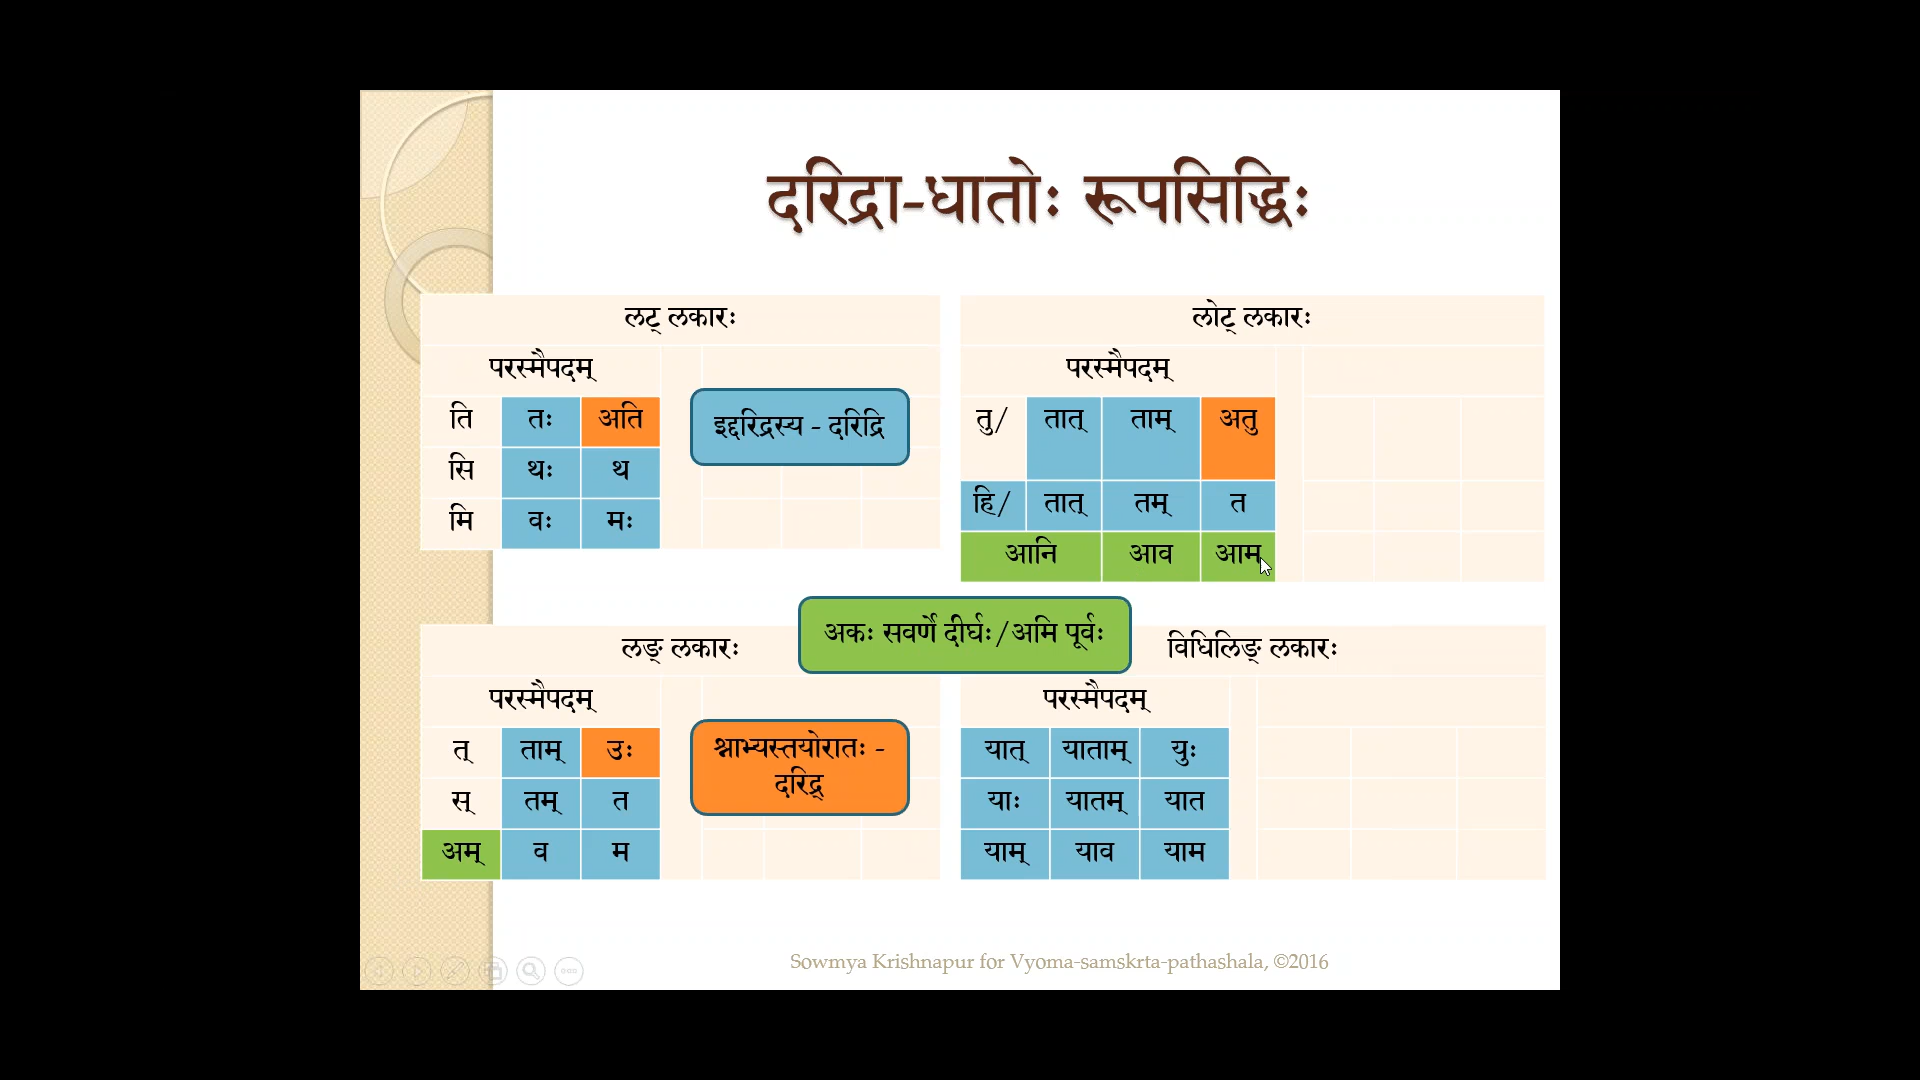 दरिद्रा-धातोः रूपसिद्धिः
लट् लकारः
परस्मैपदम्
ति तः अति
सि थः थ
मि वः मः
इद्दरिद्रस्य - दरिद्रि
लोट् लकारः
परस्मैपदम्
तु/ तात् ताम् अतु
हि/ तात् तम् त
आनि आव आम
अकः सवर्णे दीर्घः/अमि पूर्वः
लङ् लकारः
परस्मैपदम्
त् ताम् उः
स् तम् त
अम् व म
श्नाभ्यस्तयोरातः -
दरिद्र्
विधिलिङ् लकारः
परस्मैपदम्
यात् याताम् युः
याः यातम् यात
याम् याव याम
Sowmya Krishnapur for Vyoma-samskrta-pathashala, ©2016